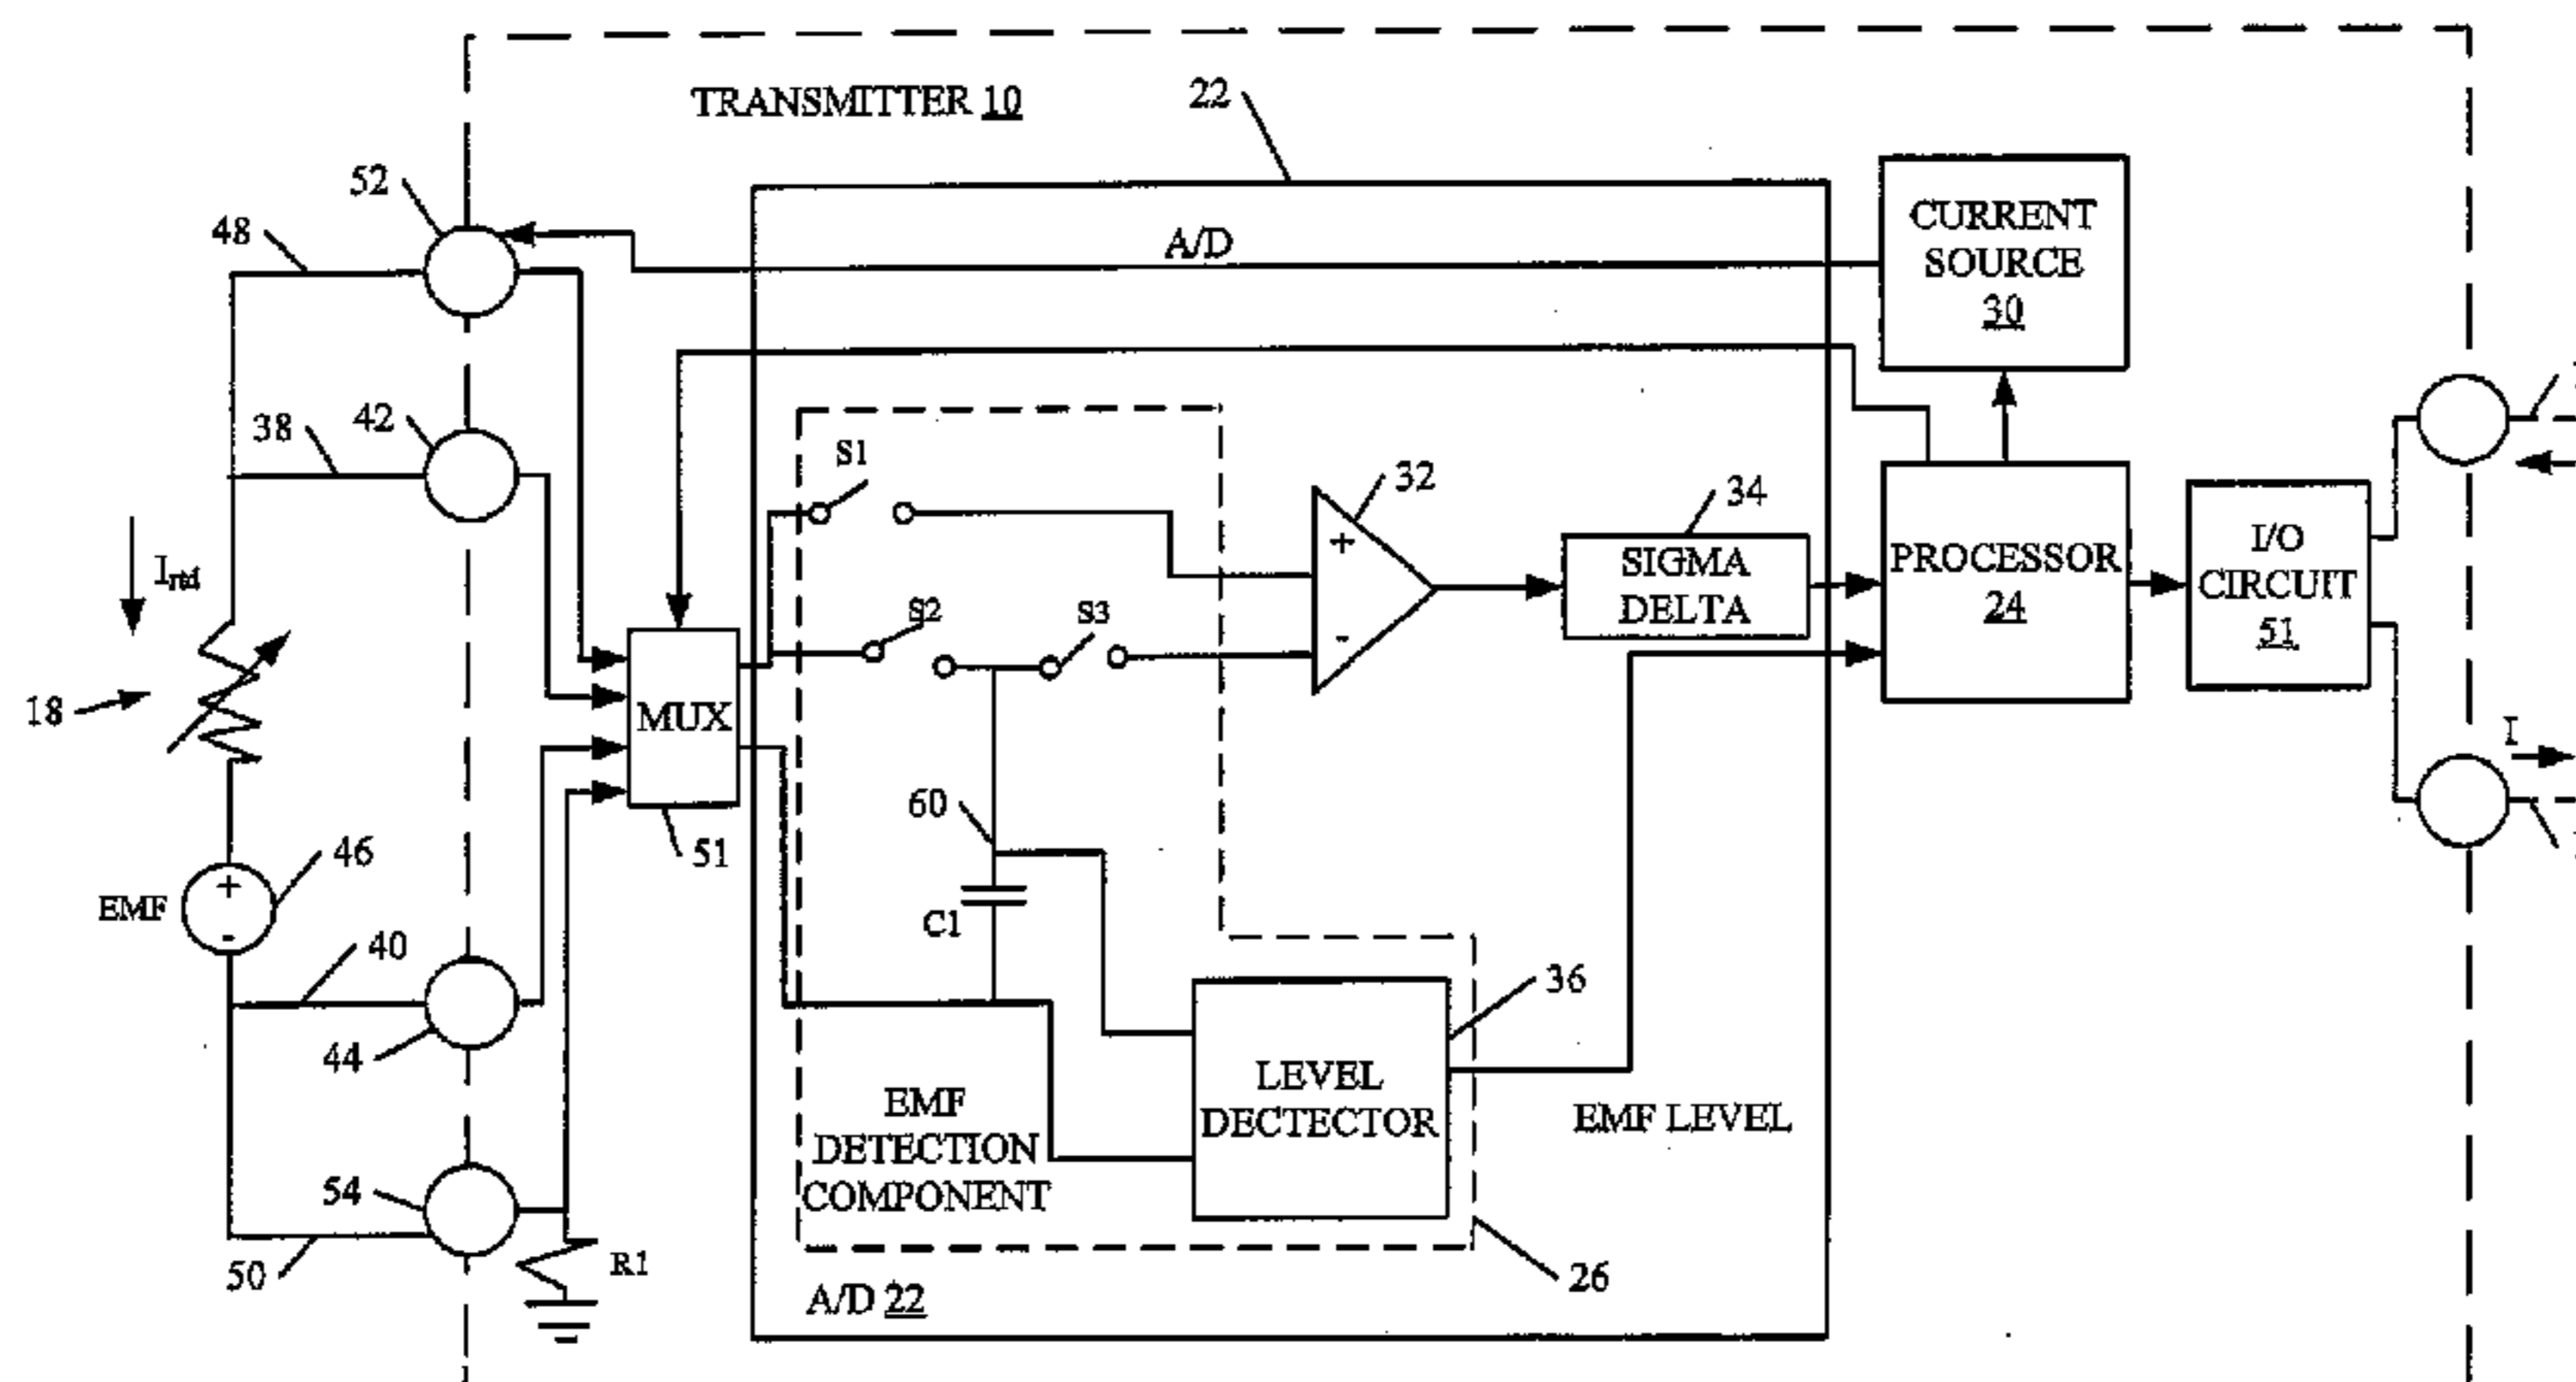 TRANSMITTER 10
22
52
48
A/D
CURRENT
SOURCE
30
42
38
S1
32
34
Irtd
SIGMA
DELTA
PROCESSOR
24
I/O
CIRCUIT
51
+
-
S2
S3
18
MUX
51
60
I
EMF
+
-
46
C1
40
44
36
LEVEL
DECTECTOR
EMF LEVEL
EMF
DETECTION
COMPONENT
54
50
R1
26
A/D 22